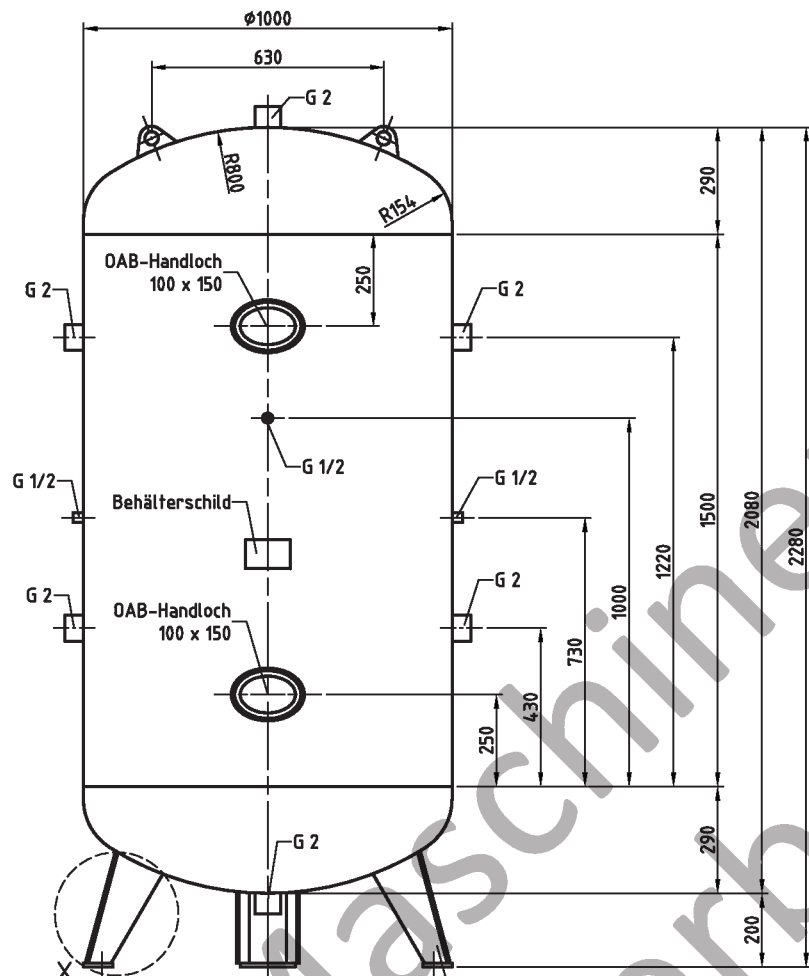 ø1000
630
G 2
R800
R154
290
OAB-Handloch
100 x 150
250
G 2
G 2
G 1/2
G 1/2
G 1/2
Behälterschild
1500
2080
2280
1220
1000
730
G 2
G 2
OAB-Handloch
100 x 150
430
250
G 2
290
200
X
Maschine